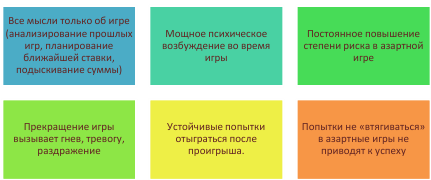 Все мысли только об игре
(анализирование прошлых
игр, планирование
ближайшей ставки,
подыскивание суммы)
Мощное психическое
возбуждение во время
игры
Постоянное повышение
степени риска в азартной
игре
Прекращение игры
вызывает гнев, тревогу,
раздражение
Устойчивые попытки
отыграться после
проигрыша.
Попытки не «втягиваться»
в азартные игры не
приводят к успеху